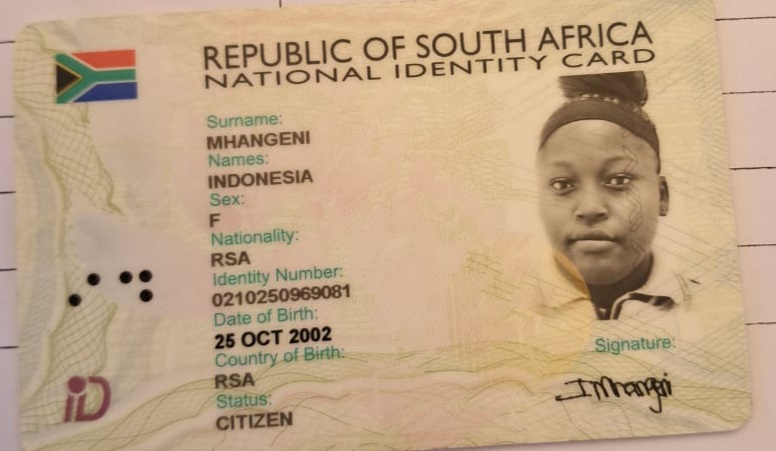 REPUBLIC OF SOUTH AFRICA
NATIONAL IDENTITY CARD
Surname:
MHANGENI
Names:
INDONESIA
Sex:
F
Nationality:
RSA
Identity Number:
0210250969081
Date of Birth:
25 OCT 2002
Country of Birth:
RSA
Status:
CITIZEN
Signature:
I Mhangeni
iD